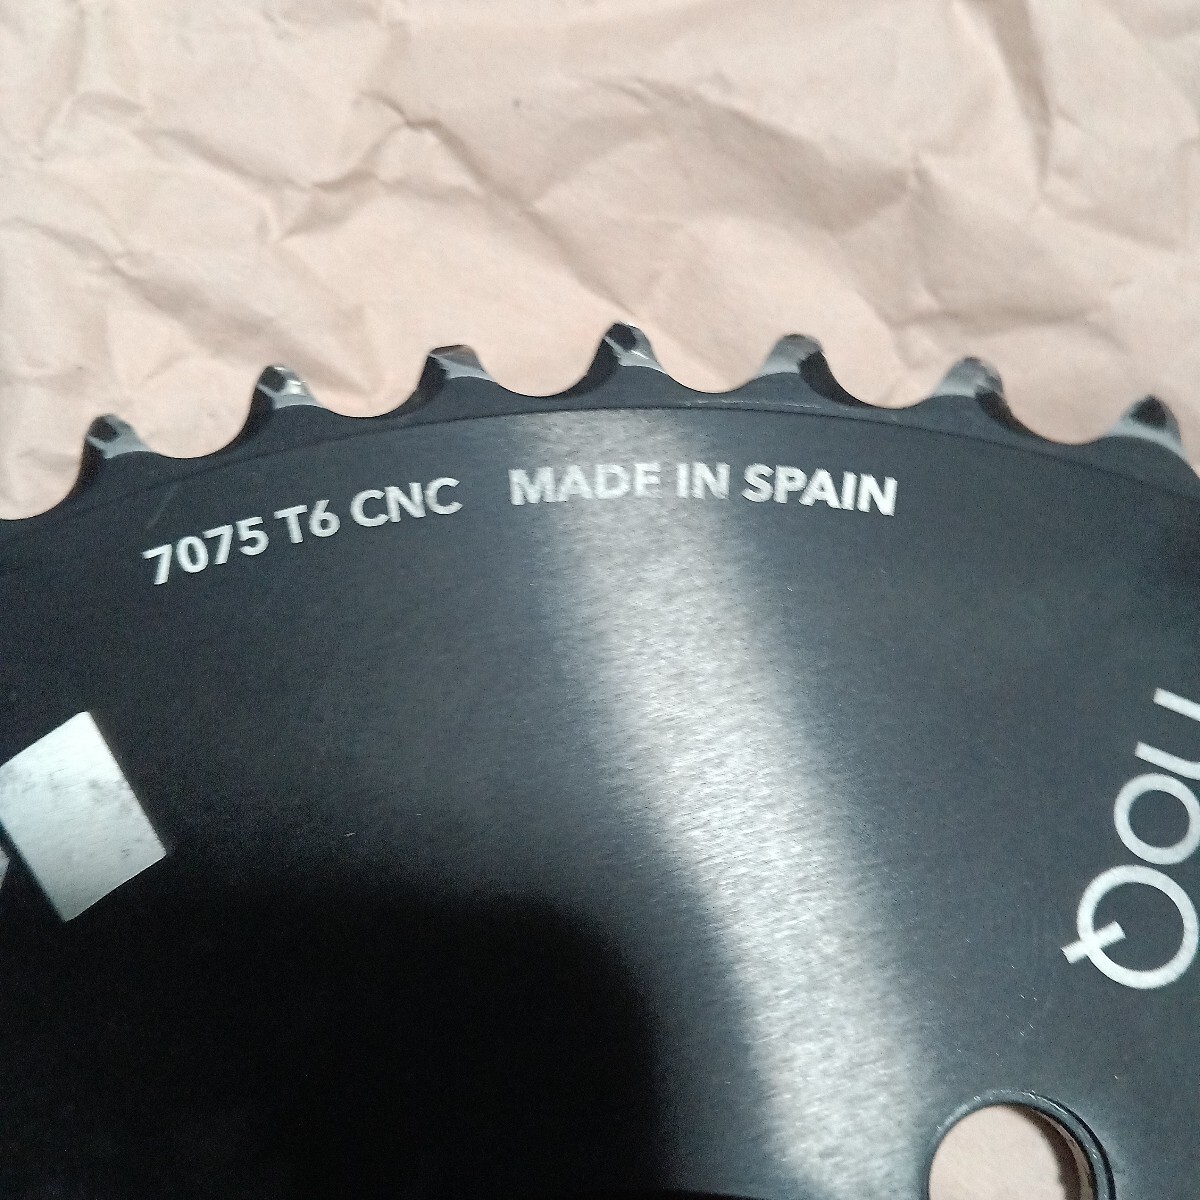 7075 T6 CNC MADE IN SPAIN